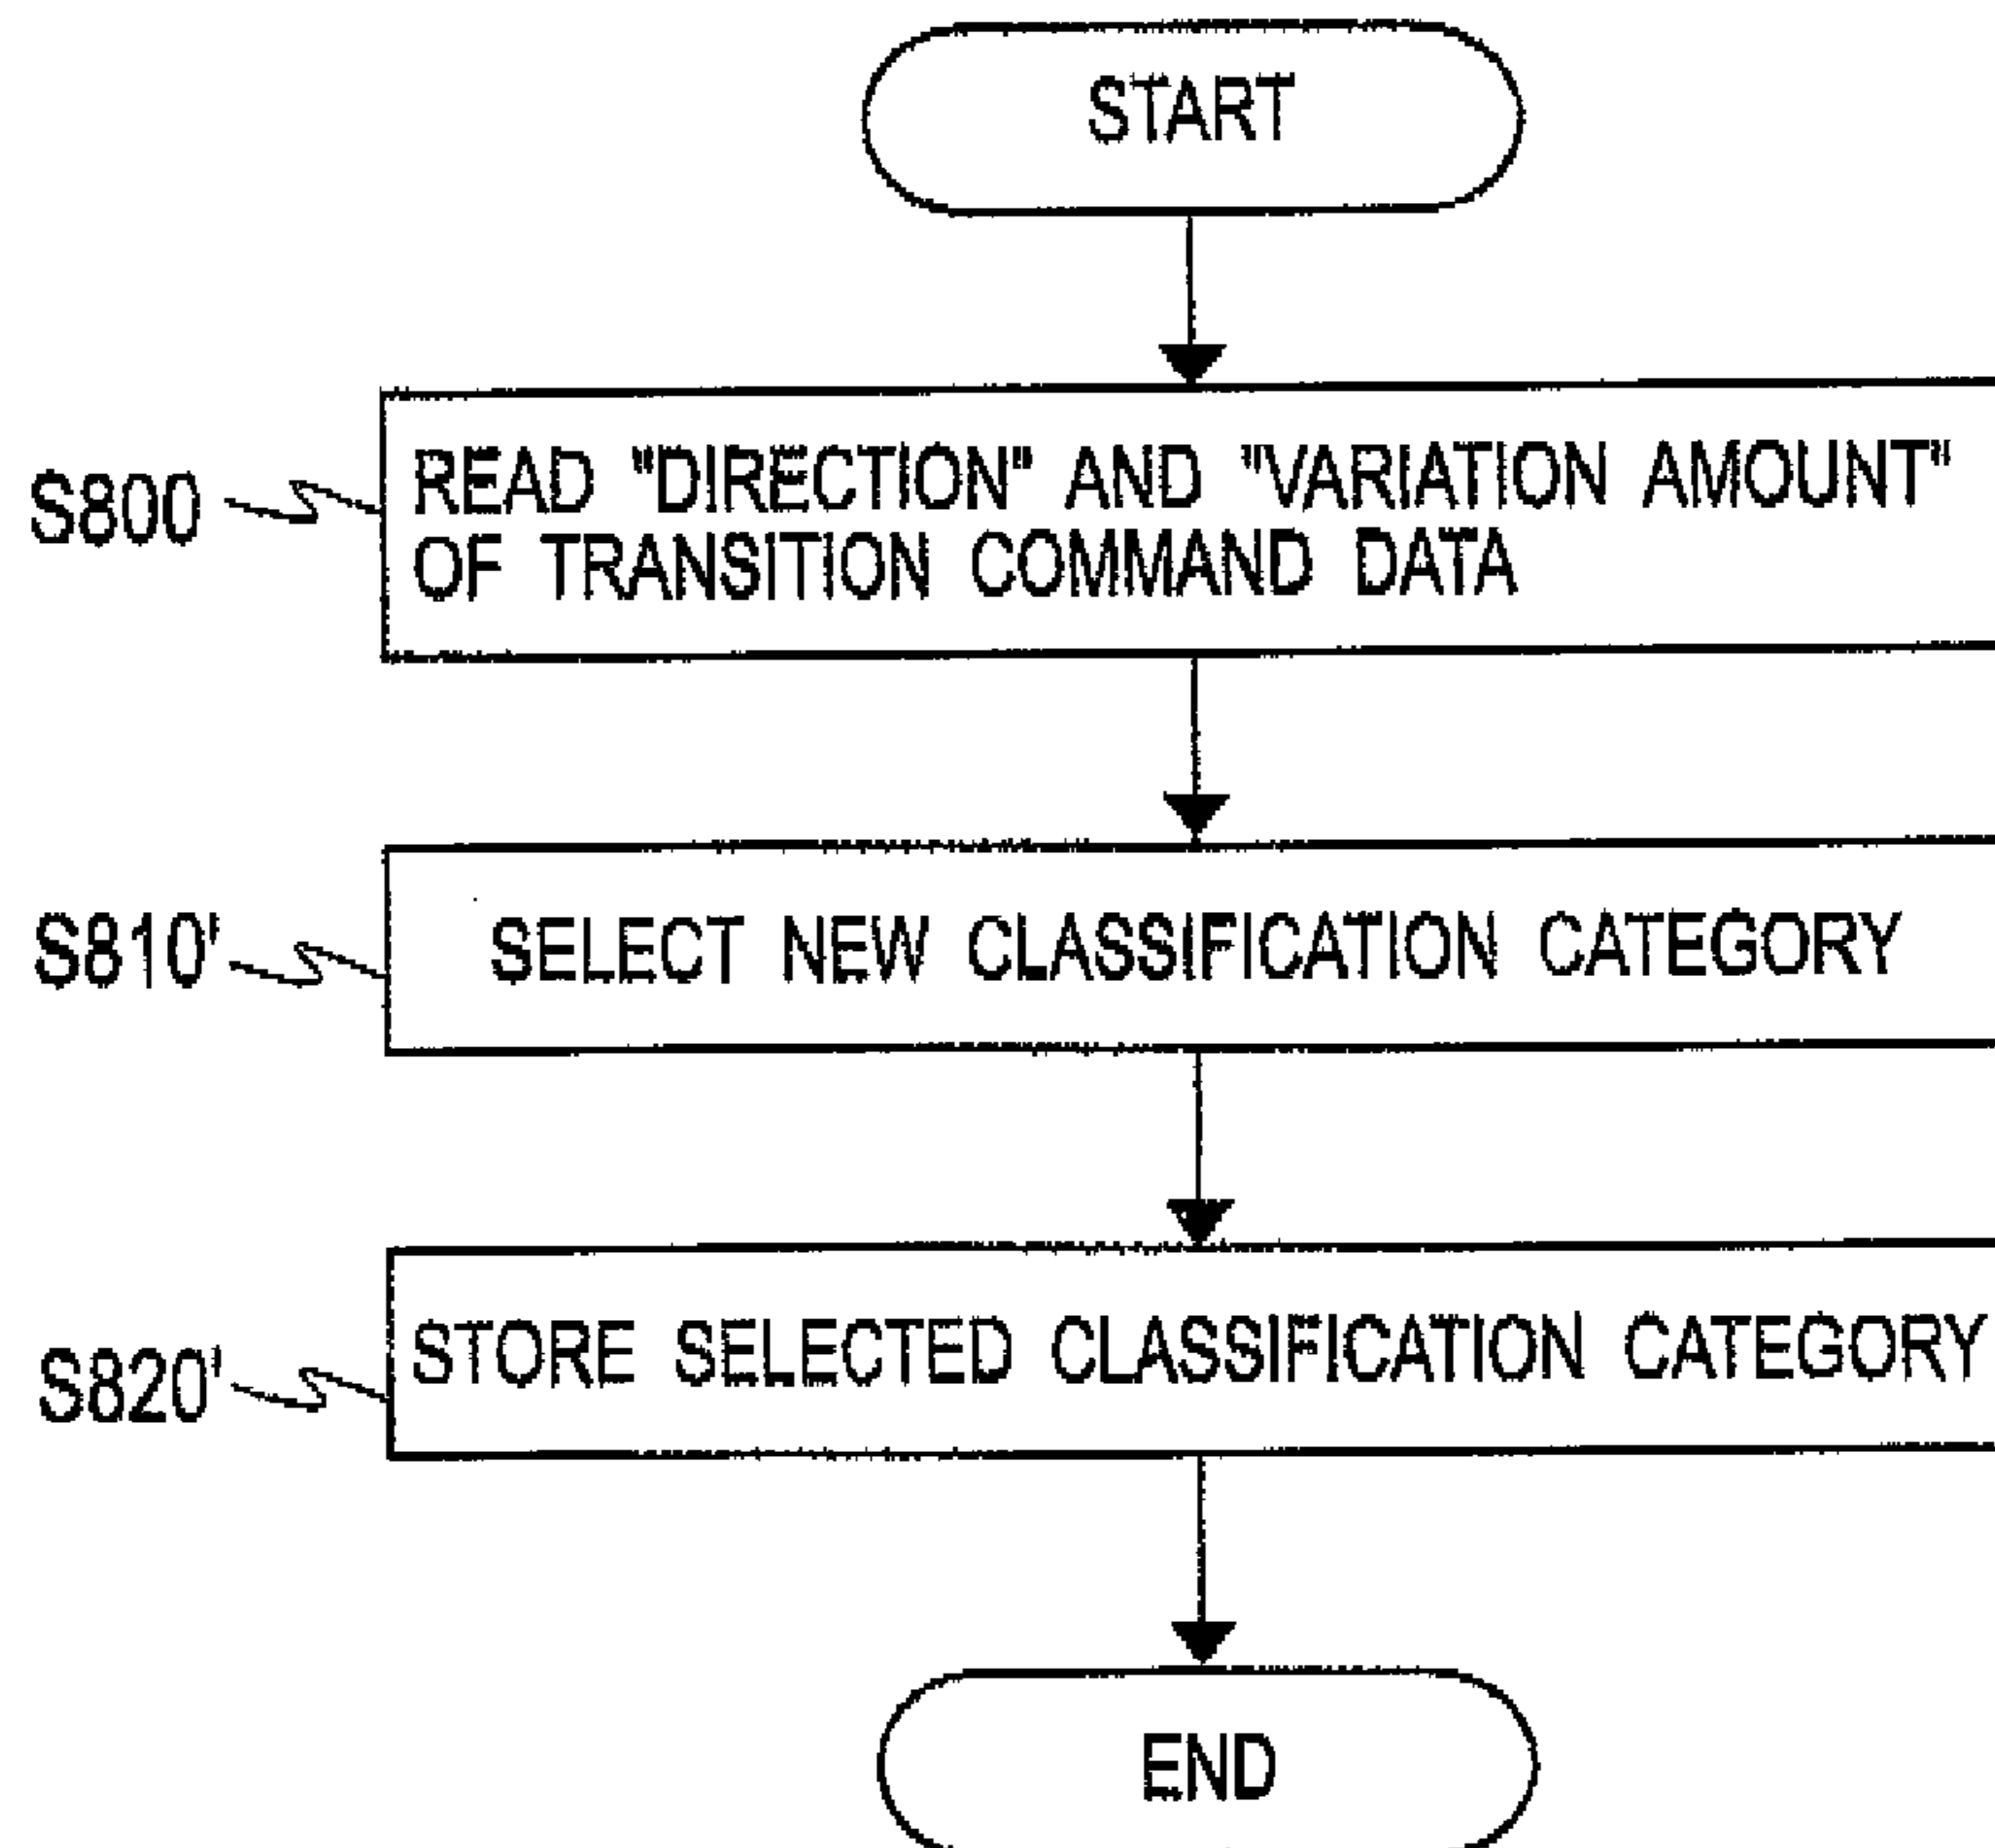 START
S800 READ "DIRECTION" AND "VARIATION AMOUNT"
OF TRANSITION COMMAND DATA
S810' SELECT NEW CLASSIFICATION CATEGORY
S820' STORE SELECTED CLASSIFICATION CATEGORY
END